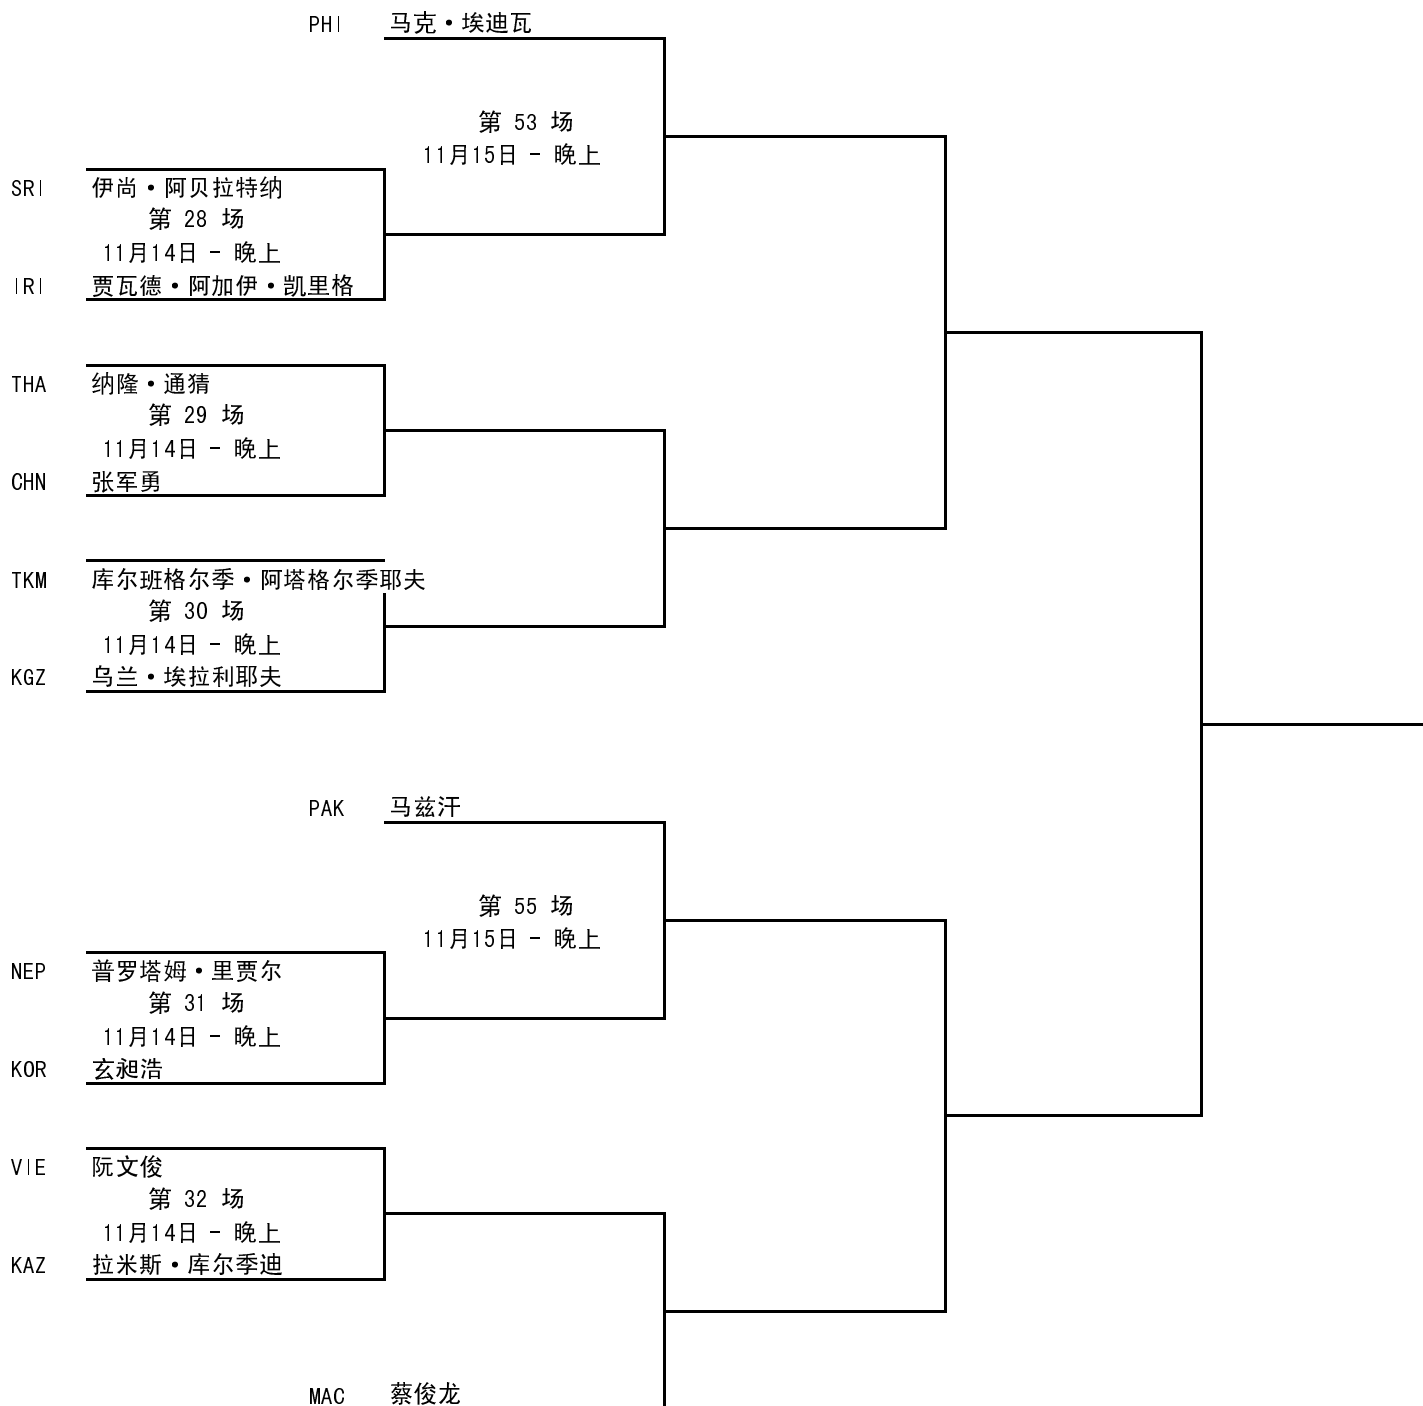 PHI 马克·埃迪瓦
第 53 场
11月15日 - 晚上
SRI 伊尚·阿贝拉特纳
第 28 场
11月14日 - 晚上
IRI 贾瓦德·阿加伊·凯里格
THA 纳隆·通猜
第 29 场
11月14日 - 晚上
CHN 张军勇
TKM 库尔班格尔季·阿塔格尔季耶夫
第 30 场
11月14日 - 晚上
KGZ 乌兰·埃拉利耶夫
PAK 马兹汗
第 55 场
11月15日 - 晚上
NEP 普罗塔姆·里贾尔
第 31 场
11月14日 - 晚上
KOR 玄昶浩
VIE 阮文俊
第 32 场
11月14日 - 晚上
KAZ 拉米斯·库尔季迪
MAC 蔡俊龙